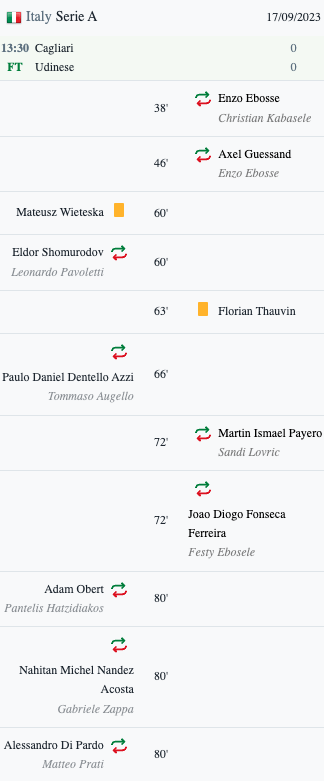 Italy Serie A 17/09/2023
13:30 Cagliari 0
FT Udinese 0
38' Enzo Ebosse
Christian Kabasele
46' Axel Guessand
Enzo Ebosse
Mateusz Wieteska 60'
Eldor Shomurodov 60'
Leonardo Pavoletti
63' Florian Thauvin
Paulo Daniel Dentello Azzi 66'
Tommaso Augello
72' Martin Ismael Payero
Sandi Lovric
72' Joao Diogo Fonseca
Ferreira
Festy Ebosele
Adam Obert 80'
Pantelis Hatzidiakos
Nahitan Michel Nandez 80'
Acosta
Gabriele Zappa
Alessandro Di Pardo 80'
Matteo Prati